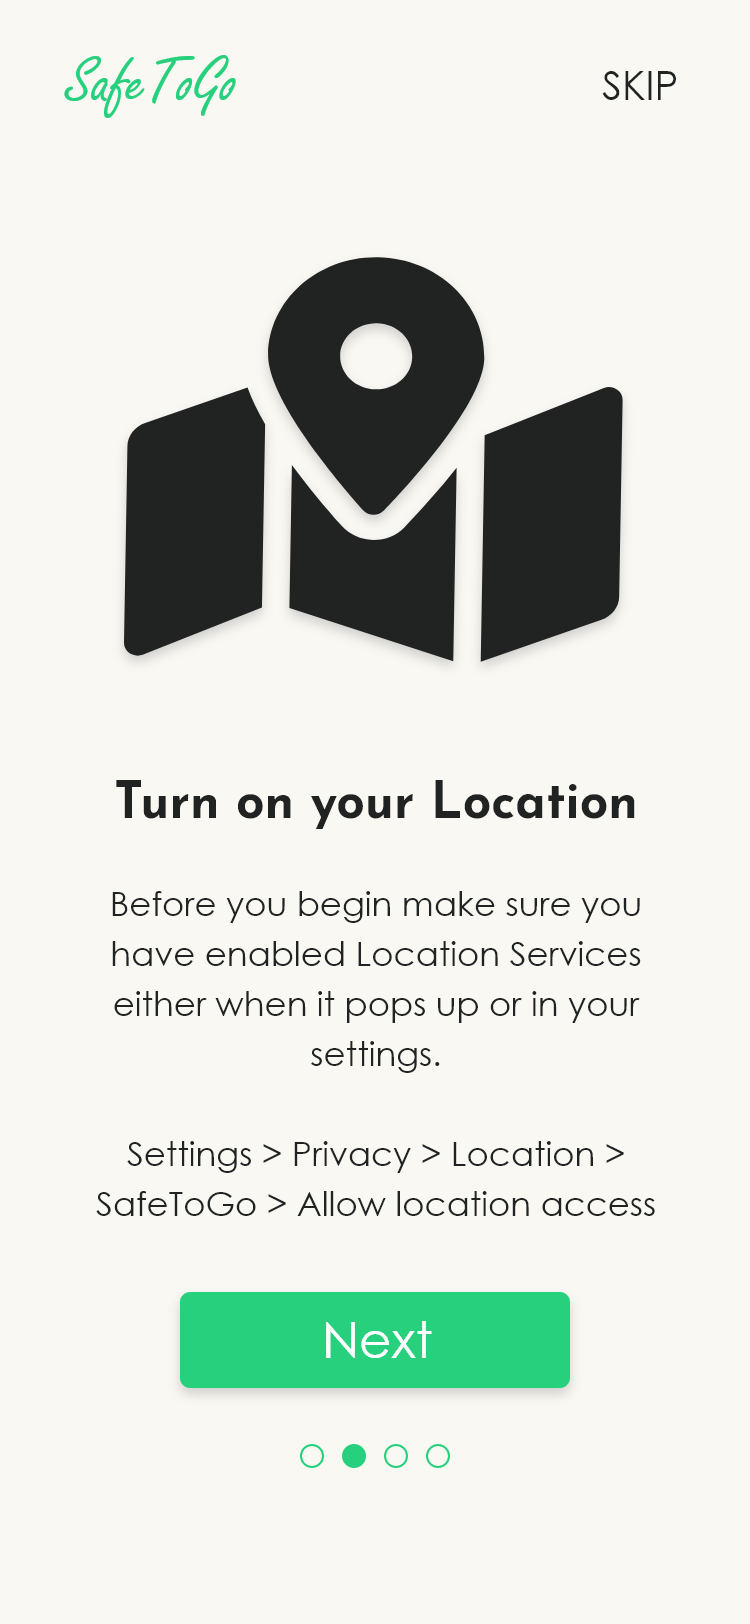 SafeToGo
SKIP
Turn on your Location
Before you begin make sure you
have enabled Location Services
either when it pops up or in your
settings.
Settings > Privacy > Location >
SafeToGo > Allow location access
Next